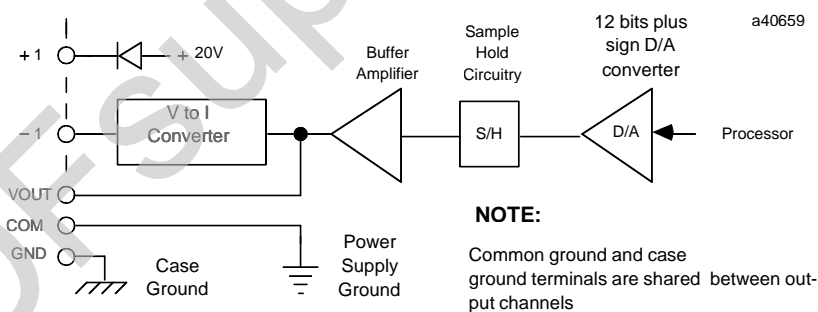 12 bits plus
sign D/A
converter
a40659
Sample
Hold
Circuitry
Buffer
Amplifier
+ 1
+ 20V
V to I
Converter
– 1
S/H
D/A
Processor
VOUT
COM
GND
Case
Ground
Power
Supply
Ground
NOTE:
Common ground and case
ground terminals are shared between out-
put channels